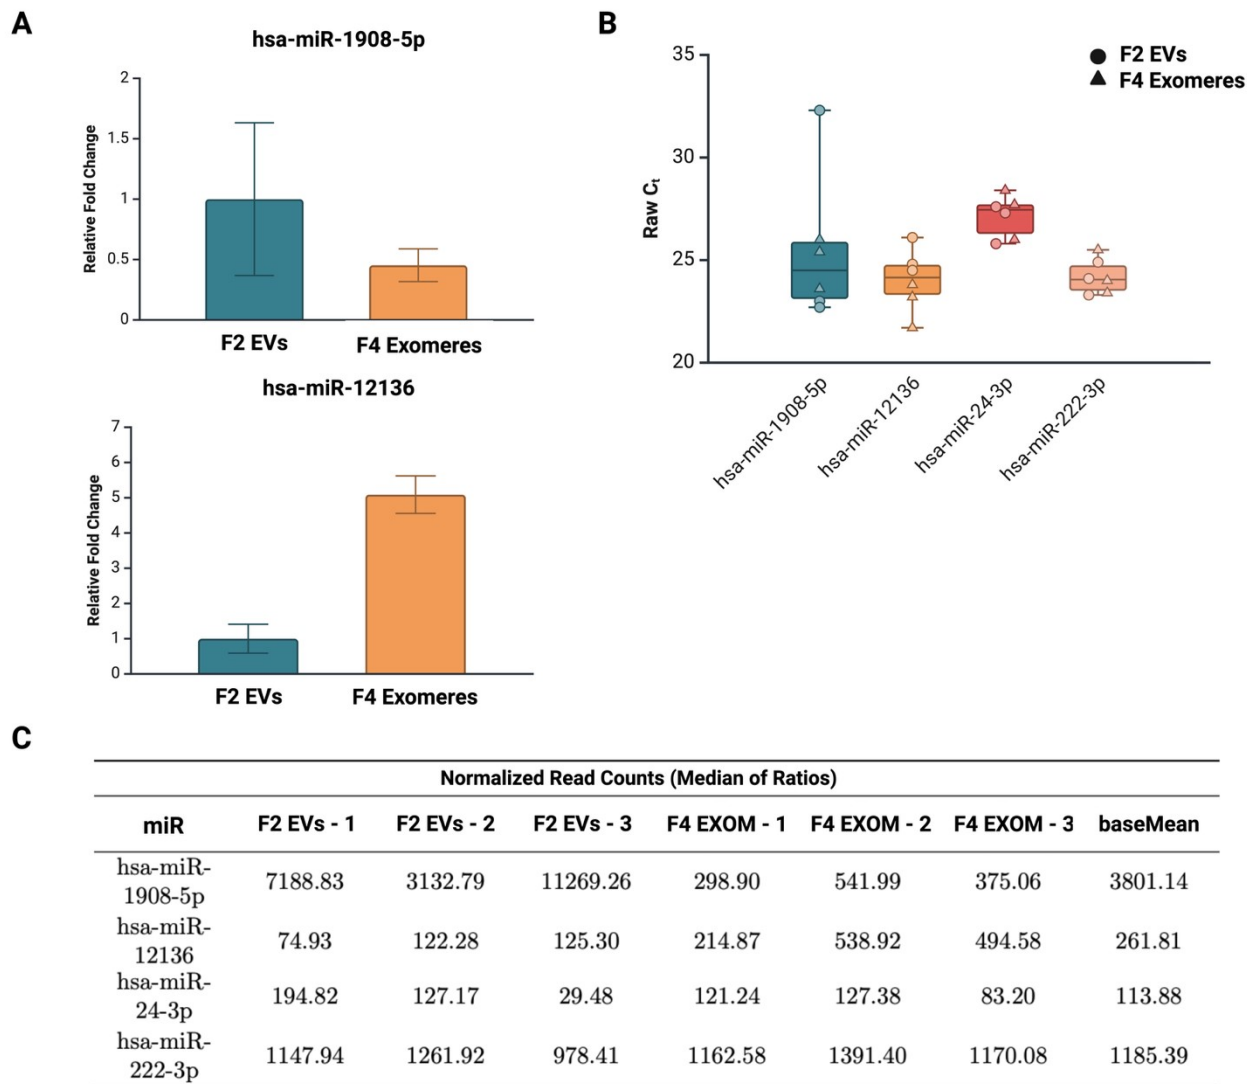 A
hsa-miR-1908-5p
Relative Fold Change
2
1.5
1
0.5
0
F2 EVs
F4 Exomeres
hsa-miR-12136
Relative Fold Change
7
6
5
4
3
2
1
0
F2 EVs
F4 Exomeres
B
F2 EVs
F4 Exomeres
Raw Ct
35
30
25
20
hsa-miR-1908-5p
hsa-miR-12136
hsa-miR-24-3p
hsa-miR-222-3p
C
Normalized Read Counts (Median of Ratios)
miR F2 EVs - 1 F2 EVs - 2 F2 EVs - 3 F4 EXOM - 1 F4 EXOM - 2 F4 EXOM - 3 baseMean
hsa-miR-
1908-5p 7188.83 3132.79 11269.26 298.90 541.99 375.06 3801.14
hsa-miR-
12136 74.93 122.28 125.30 214.87 538.92 494.58 261.81
hsa-miR-
24-3p 194.82 127.17 29.48 121.24 127.38 83.20 113.88
hsa-miR-
222-3p 1147.94 1261.92 978.41 1162.58 1391.40 1170.08 1185.39